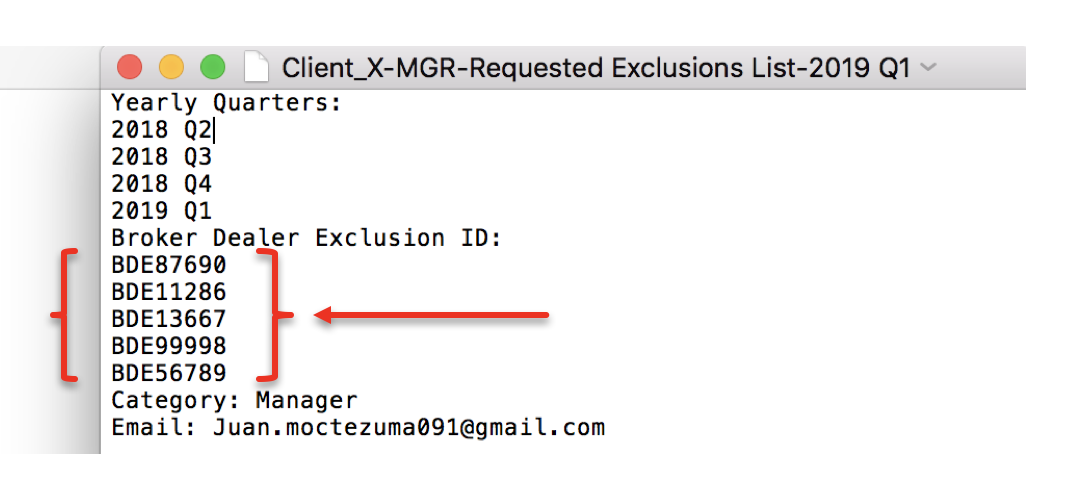 Client_X-MGR-Requested Exclusions List-2019 Q1
Yearly Quarters:
2018 Q2
2018 Q3
2018 Q4
2019 Q1
Broker Dealer Exclusion ID:
BDE87690
BDE11286
BDE13667
BDE99998
BDE56789
Category: Manager
Email: Juan.moctezuma091@gmail.com